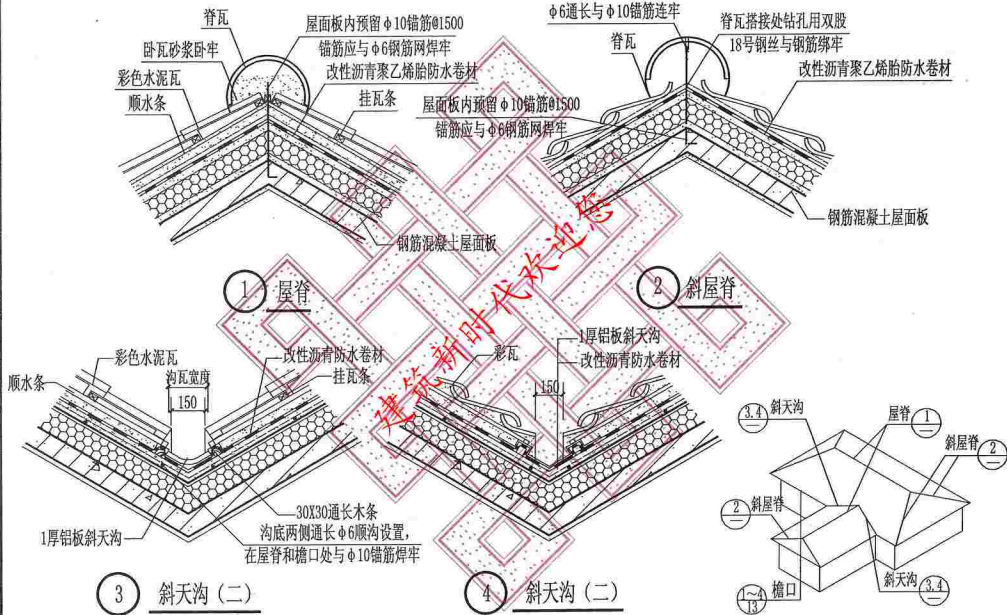 脊瓦
卧瓦砂浆卧牢
彩色水泥瓦
顺水条
屋面板内预留φ10锚筋@1500
锚筋应与φ6钢筋网焊牢
改性沥青聚乙烯胎防水卷材
挂瓦条
钢筋混凝土屋面板
1 屋脊
φ6通长与φ10锚筋连牢
脊瓦
脊瓦搭接处钻孔用双股
18号钢丝与钢筋绑牢
改性沥青聚乙烯胎防水卷材
屋面板内预留φ10锚筋@1500
锚筋应与φ6钢筋网焊牢
钢筋混凝土屋面板
2 斜屋脊
建筑新时代欢迎您
彩色水泥瓦
顺水条
沟瓦宽度
150
改性沥青防水卷材
挂瓦条
1厚铝板斜天沟
30X30通长木条
沟底两侧通长φ6顺沟设置,
在屋脊和檐口处与φ10锚筋焊牢
3 斜天沟(二)
彩瓦
150
1厚铝板斜天沟
改性沥青防水卷材
4 斜天沟(二)
3.4 斜天沟
屋脊 1
斜屋脊 2
2 斜屋脊
1~4
13
檐口
斜天沟 3.4